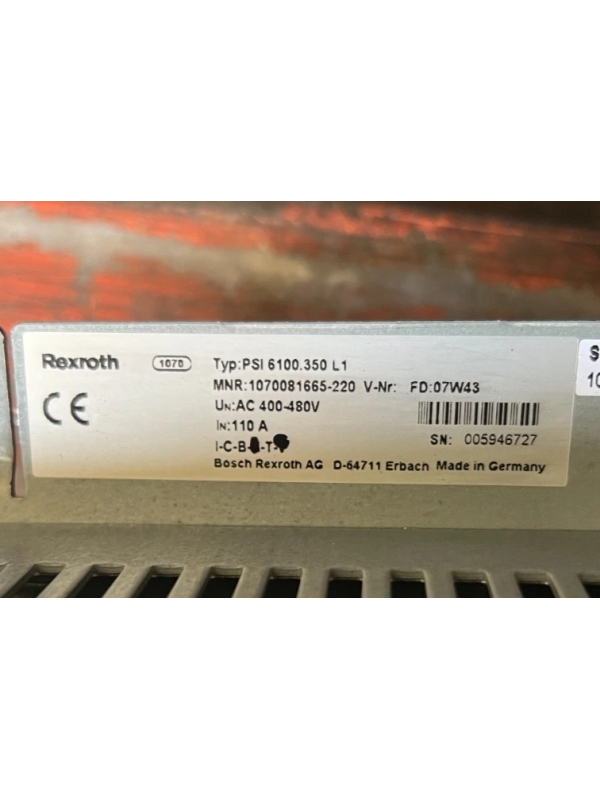 Rexroth
1070
Typ:PSI 6100.350 L1
MNR:1070081665-220 V-Nr: FD:07W43
UN:AC 400-480V
IN:110 A
I-C-B -T-
SN: 005946727
Bosch Rexroth AG D-64711 Erbach Made in Germany
CE
S
10